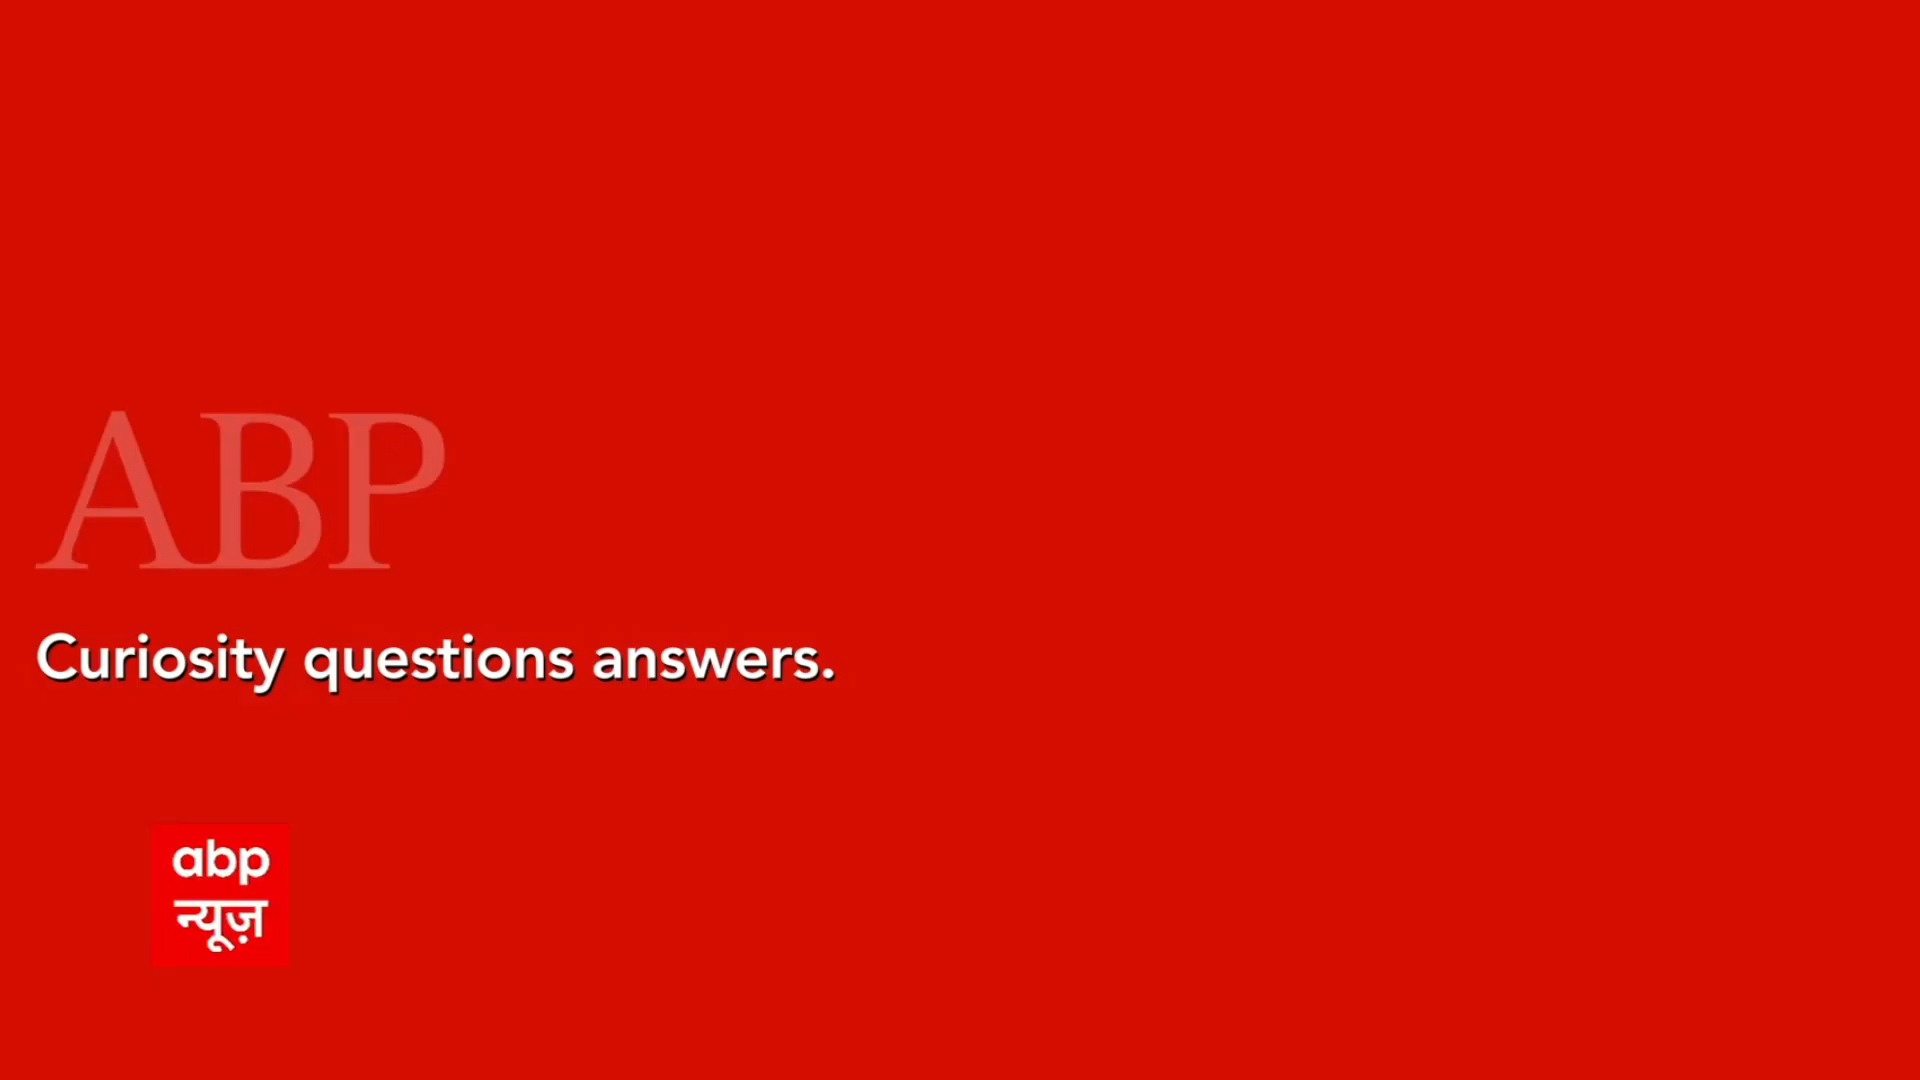 ABP
Curiosity questions answers.
abp
न्यूज़